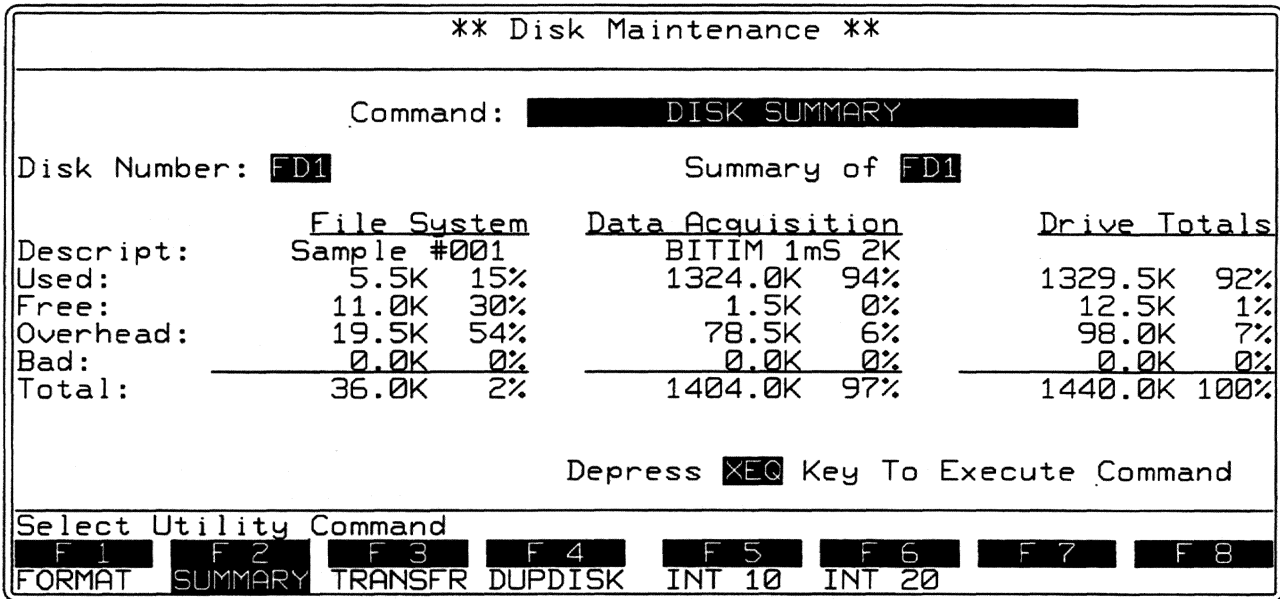 ** Disk Maintenance **
Command: DISK SUMMARY
Disk Number: FD1 Summary of FD1
File System Data Acquisition Drive Totals
Descript: Sample #001 BITIM 1mS 2K
Used: 5.5K 15% 1324.0K 94% 1329.5K 92%
Free: 11.0K 30% 1.5K 0% 12.5K 1%
Overhead: 19.5K 54% 78.5K 6% 98.0K 7%
Bad: 0.0K 0% 0.0K 0% 0.0K 0%
Total: 36.0K 2% 1404.0K 97% 1440.0K 100%
Depress XEQ Key To Execute Command
Select Utility Command
F 1 F 2 F 3 F 4 F 5 F 6 F 7 F 8
FORMAT SUMMARY TRANSFR DUPDISK INT 10 INT 20